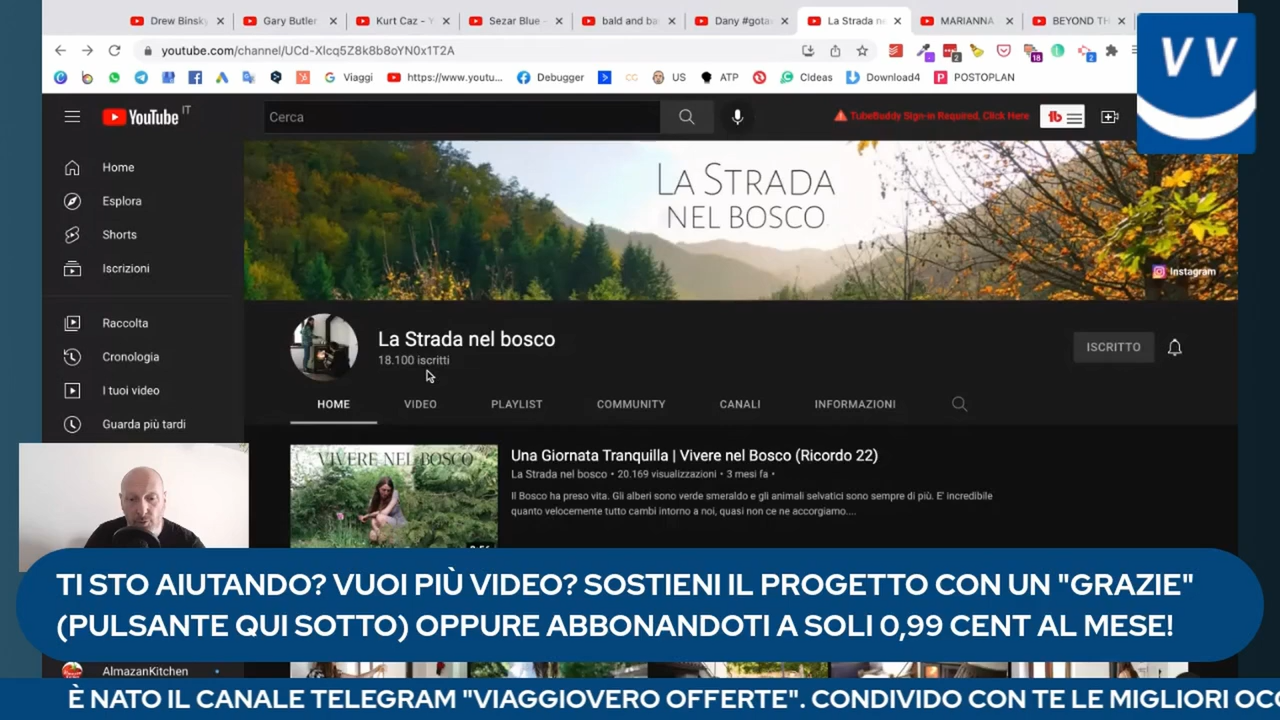 Drew Binsky
Gary Butler
Kurt Caz - Y
Sezar Blue -
bald and ba
Dany #gota
La Strada ne
MARIANNA
BEYOND TH
youtube.com/channel/UCd-XIcq5Z8k8b8oYN0x1T2A
Viaggi
https://www.youtu...
Debugger
CC
US
ATP
CIdeas
Download4
POSTOPLAN
VV
YouTube IT
Cerca
TubeBuddy Sign-in Required, Click Here
tb
Home
Esplora
Shorts
Iscrizioni
Raccolta
Cronologia
I tuoi video
Guarda più tardi
LA STRADA
NEL BOSCO
Instagram
La Strada nel bosco
18.100 iscritti
ISCRITTO
HOME
VIDEO
PLAYLIST
COMMUNITY
CANALI
INFORMAZIONI
VIVERE NEL BOSCO
Una Giornata Tranquilla | Vivere nel Bosco (Ricordo 22)
La Strada nel bosco • 20.169 visualizzazioni • 3 mesi fa •
Il Bosco ha preso vita. Gli alberi sono verde smeraldo e gli animali selvatici sono sempre di più. E' incredibile
quanto velocemente tutto cambi intorno a noi, quasi non ce ne accorgiamo....
TI STO AIUTANDO? VUOI PIÙ VIDEO? SOSTIENI IL PROGETTO CON UN "GRAZIE"
(PULSANTE QUI SOTTO) OPPURE ABBONANDOTI A SOLI 0,99 CENT AL MESE!
AlmazanKitchen
È NATO IL CANALE TELEGRAM "VIAGGIOVERO OFFERTE". CONDIVIDO CON TE LE MIGLIORI OCC